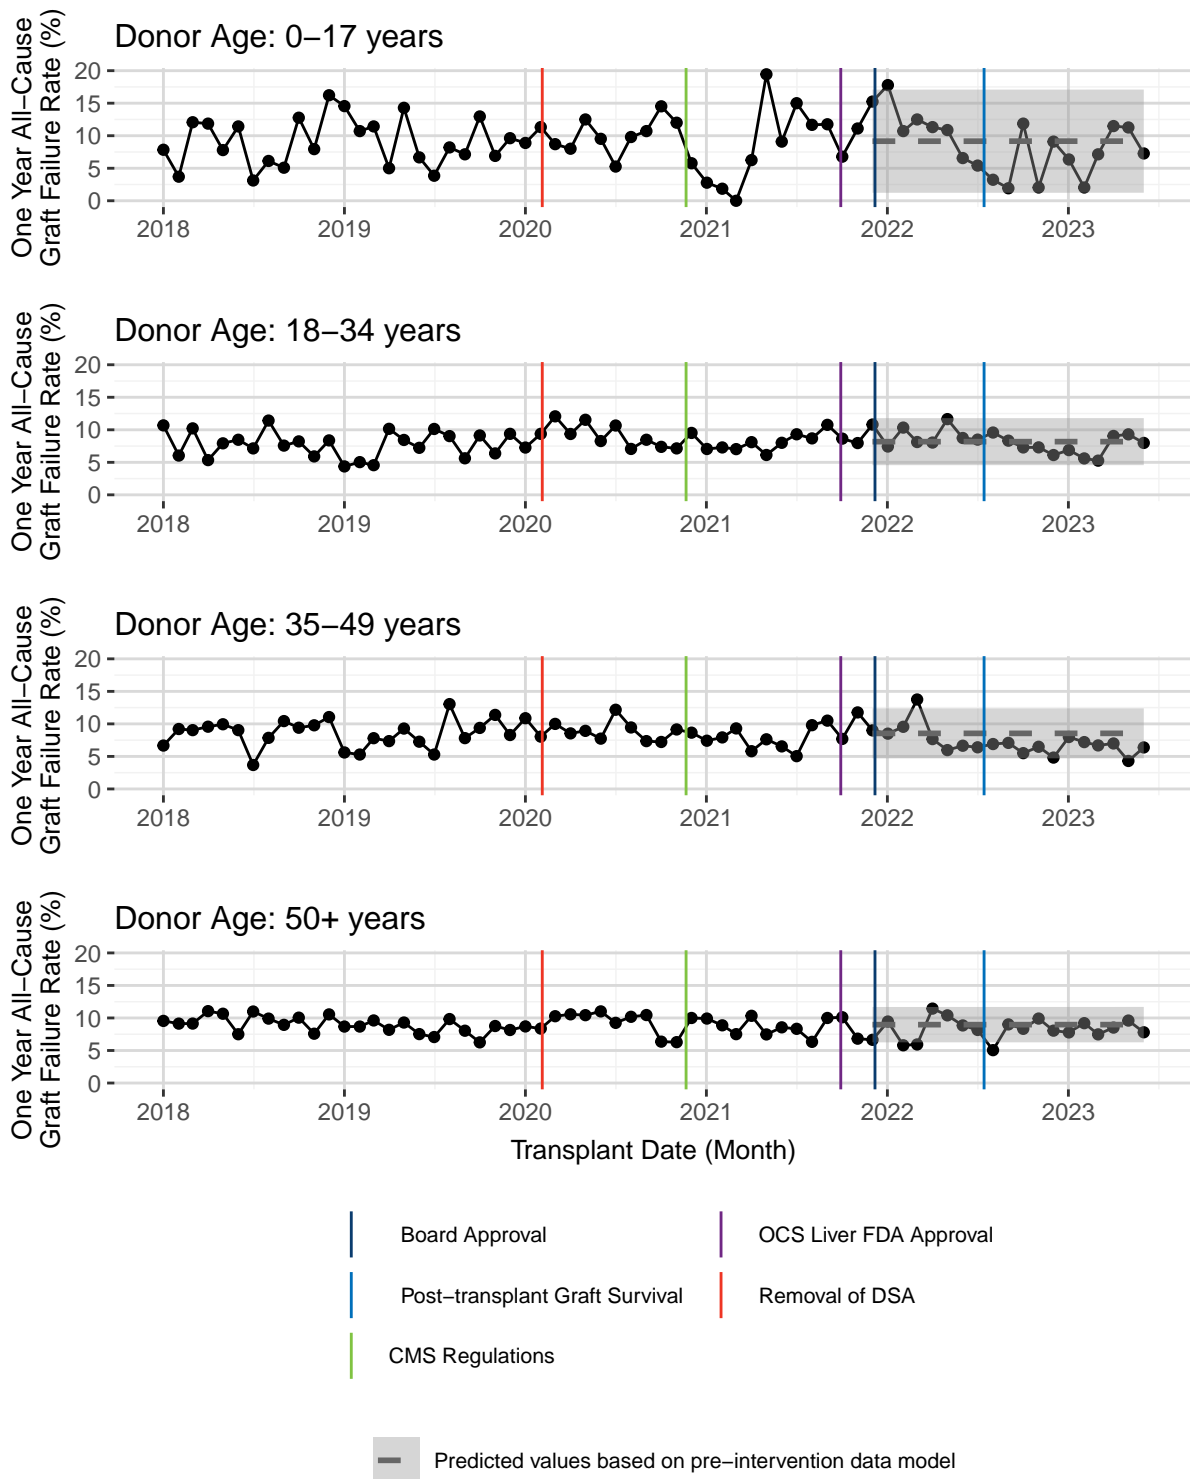 Donor Age: 0–17 years
One Year All–Cause
Graft Failure Rate (%)
20
15
10
5
0
2018 2019 2020 2021 2022 2023
Donor Age: 18–34 years
One Year All–Cause
Graft Failure Rate (%)
20
15
10
5
0
2018 2019 2020 2021 2022 2023
Donor Age: 35–49 years
One Year All–Cause
Graft Failure Rate (%)
20
15
10
5
0
2018 2019 2020 2021 2022 2023
Donor Age: 50+ years
One Year All–Cause
Graft Failure Rate (%)
20
15
10
5
0
2018 2019 2020 2021 2022 2023
Transplant Date (Month)
Board Approval OCS Liver FDA Approval
Post–transplant Graft Survival Removal of DSA
CMS Regulations
Predicted values based on pre–intervention data model